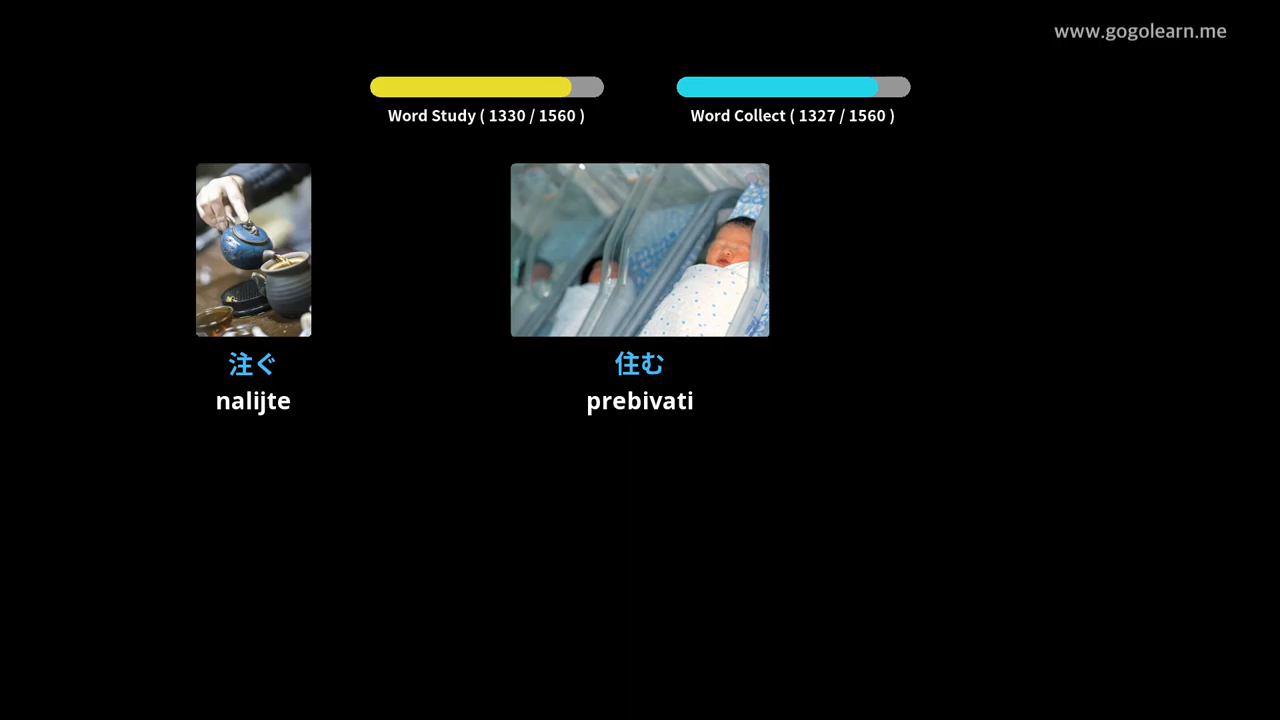 www.gogolearn.me
Word Study ( 1330 / 1560 )
Word Collect ( 1327 / 1560 )
注ぐ
住む
nalijte
prebivati